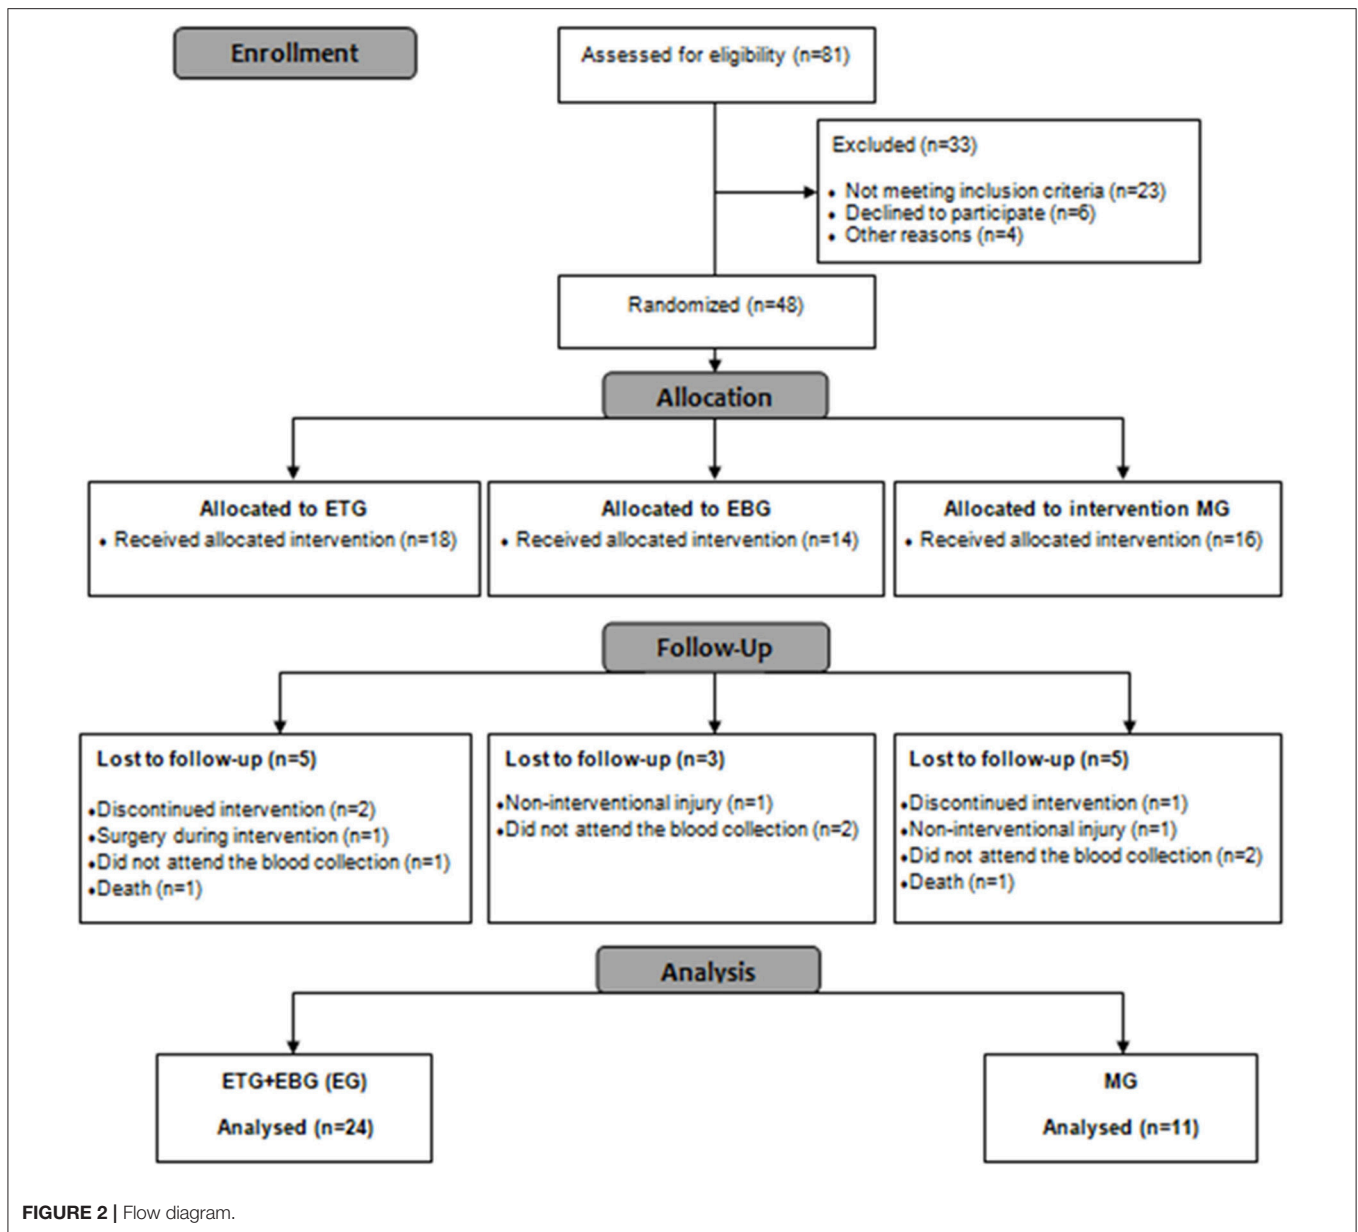 Enrollment
Assessed for eligibility (n=81)
Excluded (n=33)
• Not meeting inclusion criteria (n=23)
• Declined to participate (n=6)
• Other reasons (n=4)
Randomized (n=48)
Allocation
Allocated to ETG
• Received allocated intervention (n=18)
Allocated to EBG
• Received allocated intervention (n=14)
Allocated to intervention MG
• Received allocated intervention (n=16)
Follow-Up
Lost to follow-up (n=5)
•Discontinued intervention (n=2)
•Surgery during intervention (n=1)
•Did not attend the blood collection (n=1)
•Death (n=1)
Lost to follow-up (n=3)
•Non-interventional injury (n=1)
•Did not attend the blood collection (n=2)
Lost to follow-up (n=5)
•Discontinued intervention (n=1)
•Non-interventional injury (n=1)
•Did not attend the blood collection (n=2)
•Death (n=1)
Analysis
ETG+EBG (EG)
Analysed (n=24)
MG
Analysed (n=11)
FIGURE 2 | Flow diagram.